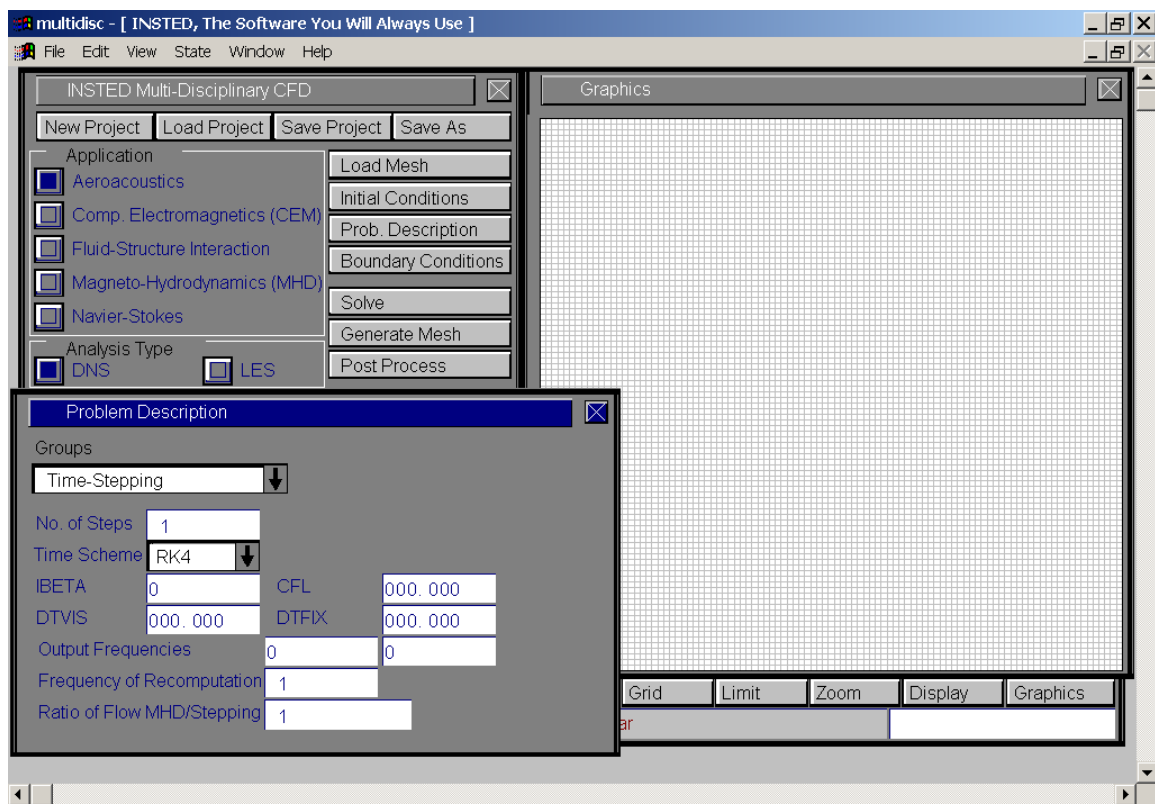 multidisc - [ INSTED, The Software You Will Always Use ]
File Edit View State Window Help
INSTED Multi-Disciplinary CFD
Graphics
New Project Load Project Save Project Save As
Application
Aeroacoustics
Comp. Electromagnetics (CEM)
Fluid-Structure Interaction
Magneto-Hydrodynamics (MHD)
Navier-Stokes
Analysis Type
DNS LES
Load Mesh
Initial Conditions
Prob. Description
Boundary Conditions
Solve
Generate Mesh
Post Process
Problem Description
Groups
Time-Stepping
No. of Steps 1
Time Scheme RK4
IBETA 0 CFL 000. 000
DTVIS 000. 000 DTFIX 000. 000
Output Frequencies 0 0
Frequency of Recomputation 1
Ratio of Flow MHD/Stepping 1
Grid Limit Zoom Display Graphics
ar